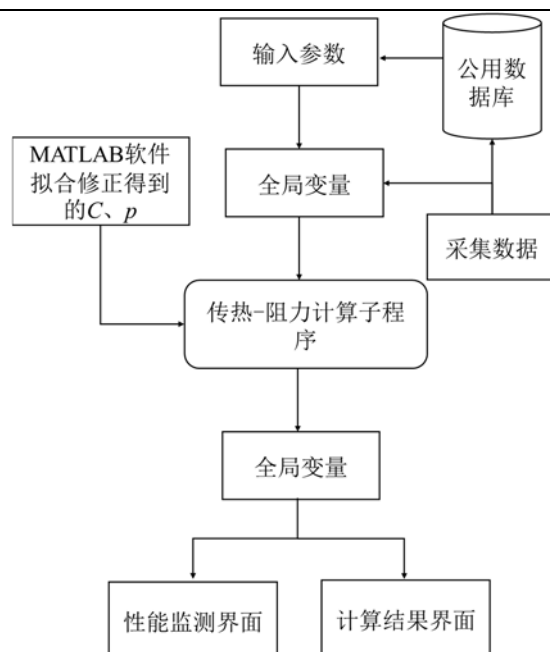 输入参数
公用数
据库
MATLAB软件
拟合修正得到
的C、p
全局变量
采集数据
传热-阻力计算子程
序
全局变量
性能监测界面
计算结果界面